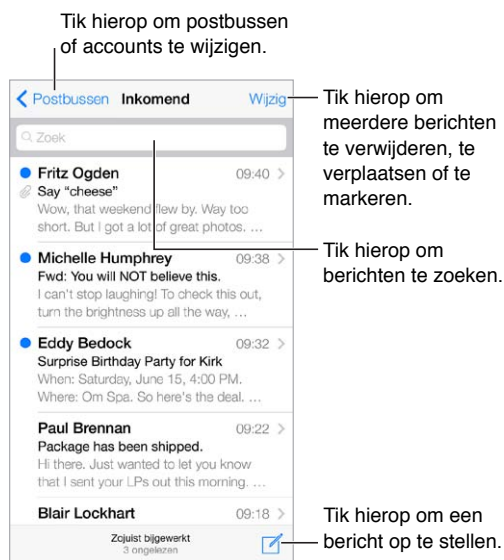 Tik hierop om postbussen
of accounts te wijzigen.
Postbussen Inkomend Wijzig
Tik hierop om
meerdere berichten
te verwijderen, te
verplaatsen of te
markeren.
Zoek
Fritz Ogden 09:40
Say “cheese”
Wow, that weekend flew by. Way too
short. But I got a lot of great photos. …
Tik hierop om
berichten te zoeken.
Michelle Humphrey 09:38
Fwd: You will NOT believe this.
I can't stop laughing! To check this out,
turn the brightness up all the way, …
Eddy Bedock 09:32
Surprise Birthday Party for Kirk
When: Saturday, June 15, 4:00 PM.
Where: Om Spa. So here's the deal. …
Paul Brennan 09:22
Package has been shipped.
Hi there. Just wanted to let you know
that I sent your LPs out this morning. …
Blair Lockhart 09:18
Zojuist bijgewerkt
3 ongelezen
Tik hierop om een
bericht op te stellen.